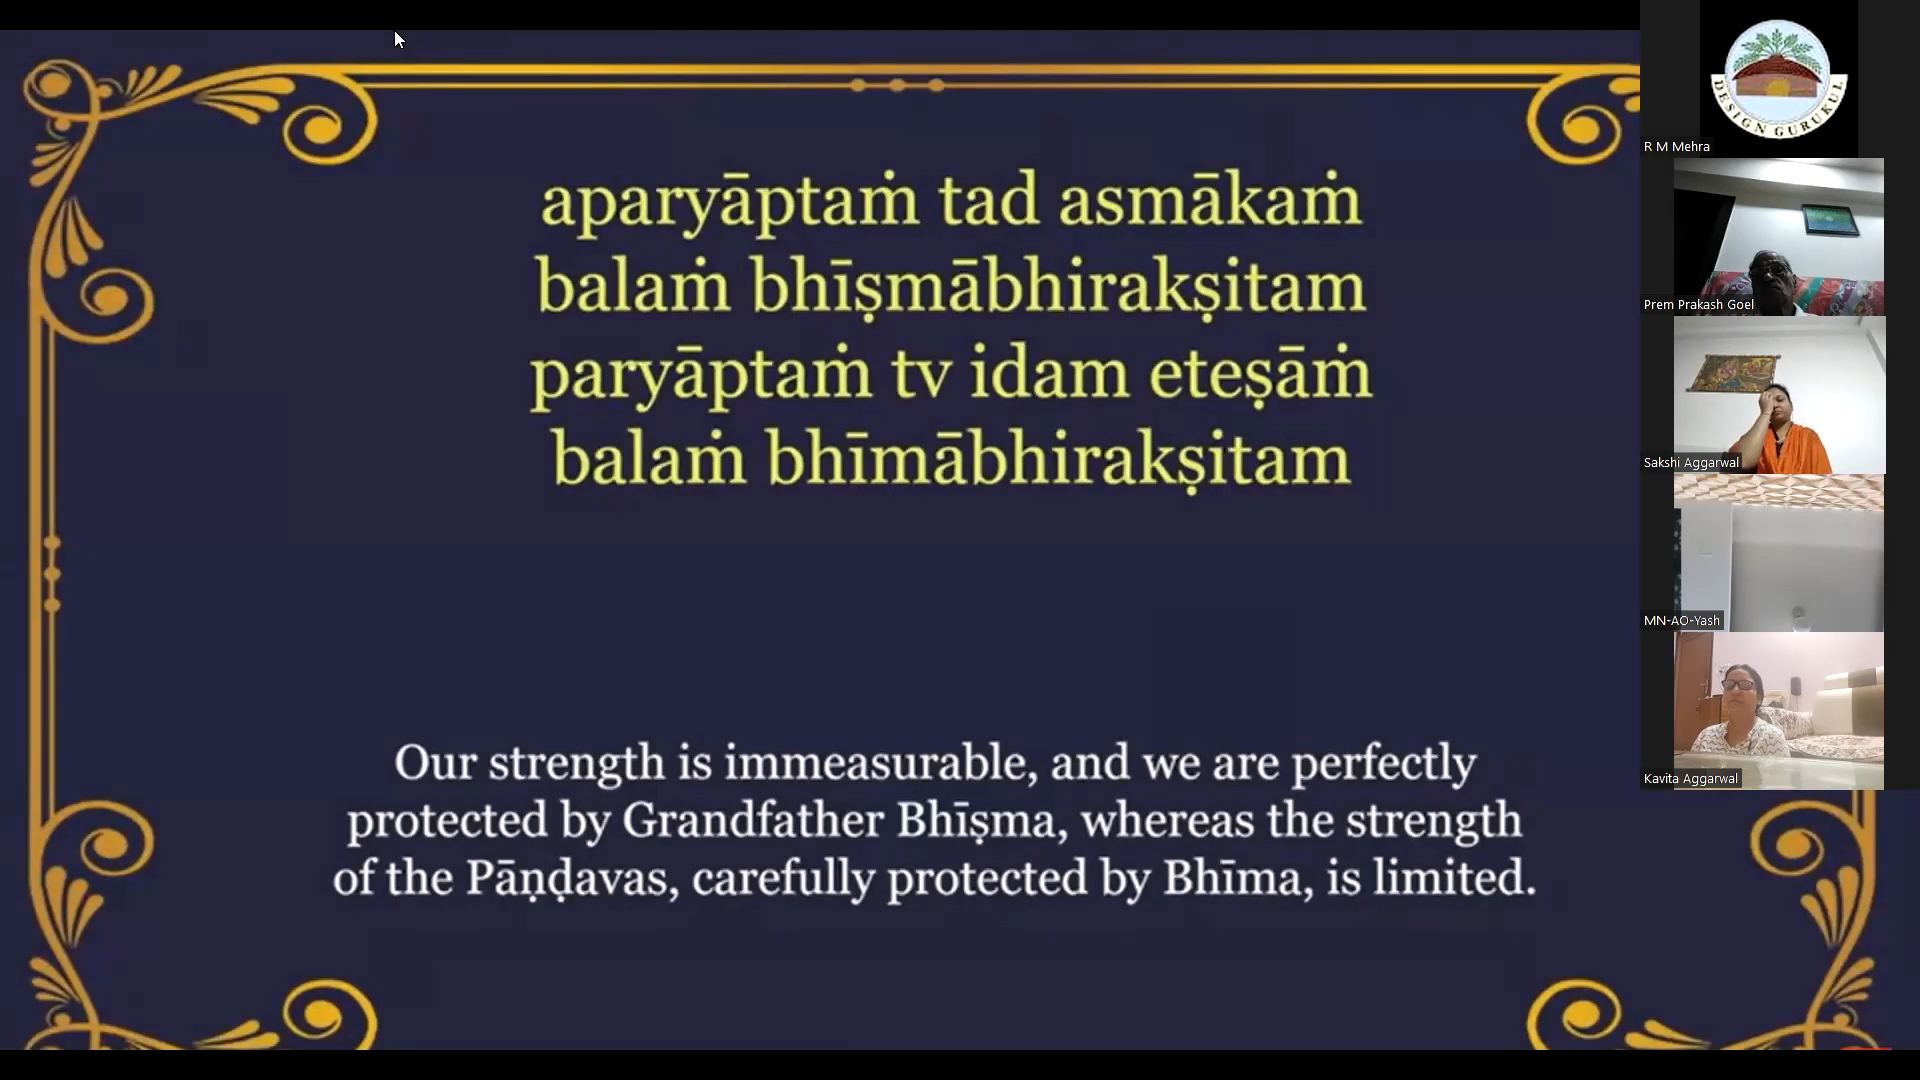 aparyāptaṁ tad asmākaṁ
balaṁ bhīṣmābhirakṣitam
paryāptaṁ tv idam eteṣāṁ
balaṁ bhīmābhirakṣitam
Our strength is immeasurable, and we are perfectly
protected by Grandfather Bhīṣma, whereas the strength
of the Pāṇḍavas, carefully protected by Bhīma, is limited.
DESIGN GURUKUL
R M Mehra
Prem Prakash Goel
Sakshi Aggarwal
MN-AO-Yash
Kavita Aggarwal